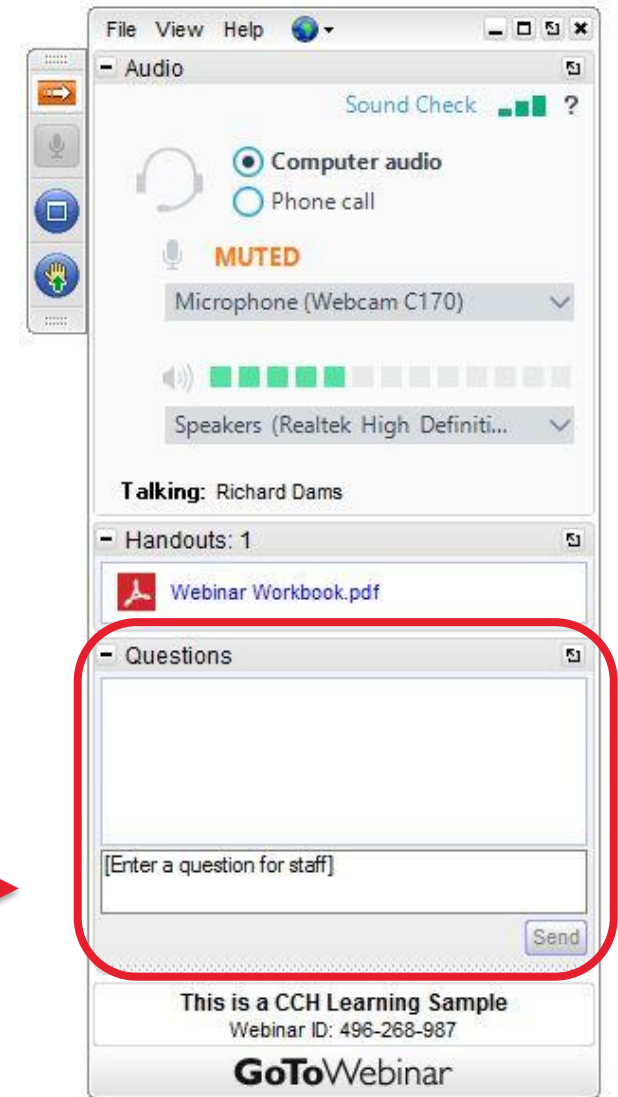 File View Help
Audio
Sound Check ?
Computer audio
Phone call
MUTED
Microphone (Webcam C170)
Speakers (Realtek High Definiti...
Talking: Richard Dams
Handouts: 1
Webinar Workbook.pdf
Questions
[Enter a question for staff]
Send
This is a CCH Learning Sample
Webinar ID: 496-268-987
GoToWebinar